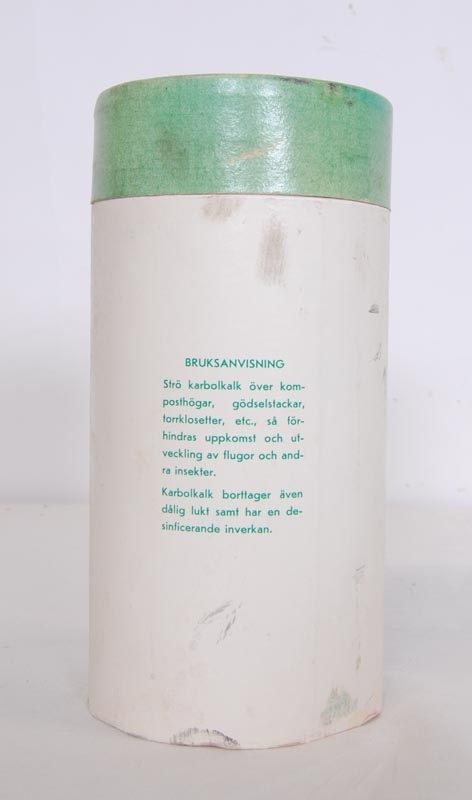 BRUKSANVISNING
Strö karbolkalk över kom-
posthögar, gödselstackar,
torrklosetter, etc., så för-
hindras uppkomst och ut-
veckling av flugor och and-
ra insekter.
Karbolkalk borttager även
dålig lukt samt har en de-
sinficerande inverkan.